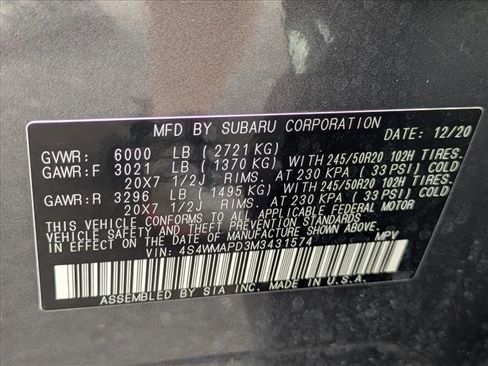 MFD BY SUBARU CORPORATION DATE: 12/20
GVWR: 6000 LB (2721 KG)
GAWR:F 3021 LB (1370 KG) WITH 245/50R20 102H TIRES.
20X7 1/2J RIMS. AT 230 KPA (33 PSI) COLD
GAWR:R 3296 LB (1495 KG) WITH 245/50R20 102H TIRES.
20X7 1/2J RIMS. AT 230 KPA (33 PSI) COLD
THIS VEHICLE CONFORMS TO ALL APPLICABLE FEDERAL MOTOR
VEHICLE SAFETY AND THEFT PREVENTION STANDARDS
IN EFFECT ON THE DATE OF MANUFACTURE SHOWN ABOVE.
VIN: 4S4WMAPD3M3431574 MPV
ASSEMBLED BY SIA INC. MADE IN U.S.A.